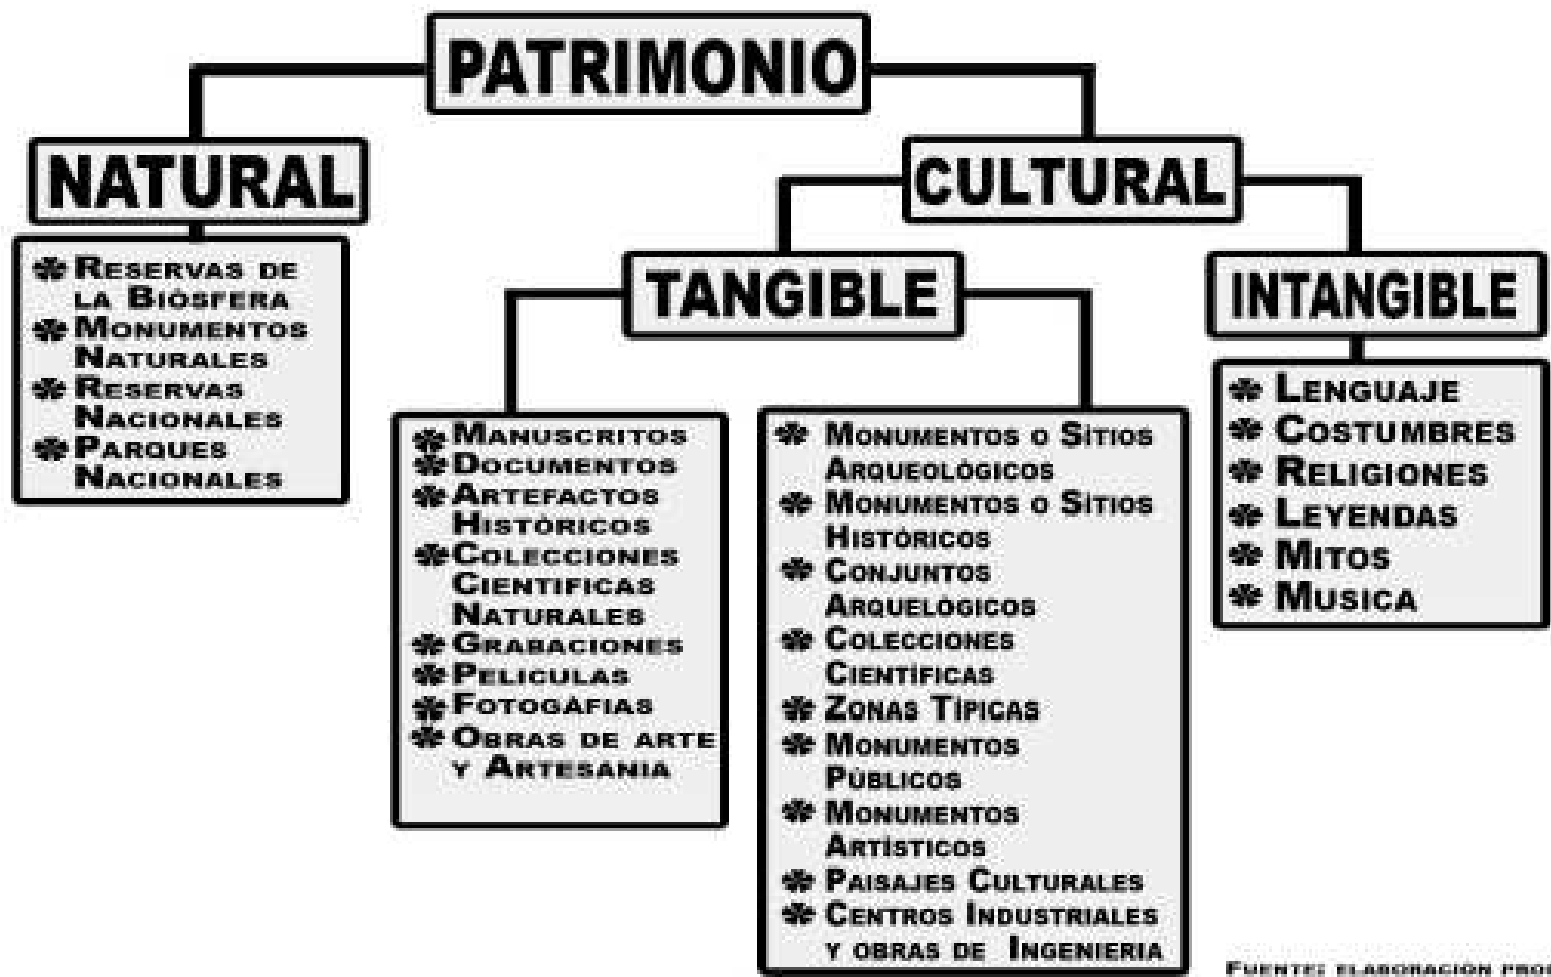 PATRIMONIO
NATURAL
RESERVAS DE
LA BIÓSFERA
MONUMENTOS
NATURALES
RESERVAS
NACIONALES
PARQUES
NACIONALES
CULTURAL
TANGIBLE
MANUSCRITOS
DOCUMENTOS
ARTEFACTOS
HISTÓRICOS
COLECCIONES
CIENTIFICAS
NATURALES
GRABACIONES
PELICULAS
FOTOGÁFIAS
OBRAS DE ARTE
Y ARTESANIA
MONUMENTOS O SÍTIOS
ARQUEOLÓGICOS
MONUMENTOS O SÍTIOS
HISTÓRICOS
CONJUNTOS
ARQUELÓGICOS
COLECCIONES
CIENTÍFICAS
ZONAS TÍPICAS
MONUMENTOS
PÚBLICOS
MONUMENTOS
ARTÍSTICOS
PAISAJES CULTURALES
CENTROS INDUSTRIALES
Y OBRAS DE INGENIERIA
INTANGIBLE
LENGUAJE
COSTUMBRES
RELIGIONES
LEYENDAS
MITOS
MUSICA
FUENTE: ELABORACIÓN